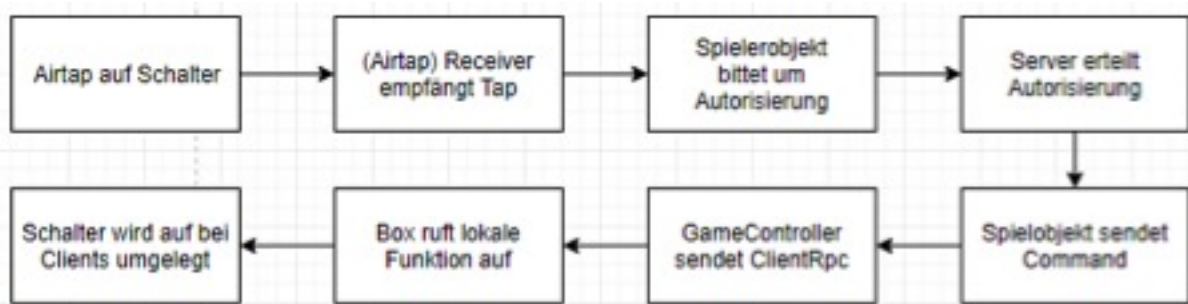 Airtap auf Schalter
(Airtap) Receiver
empfängt Tap
Spielerobjekt
bittet um
Autorisierung
Server erteilt
Autorisierung
Schalter wird auf bei
Clients umgelegt
Box ruft lokale
Funktion auf
GameController
sendet ClientRpc
Spielobjekt sendet
Command